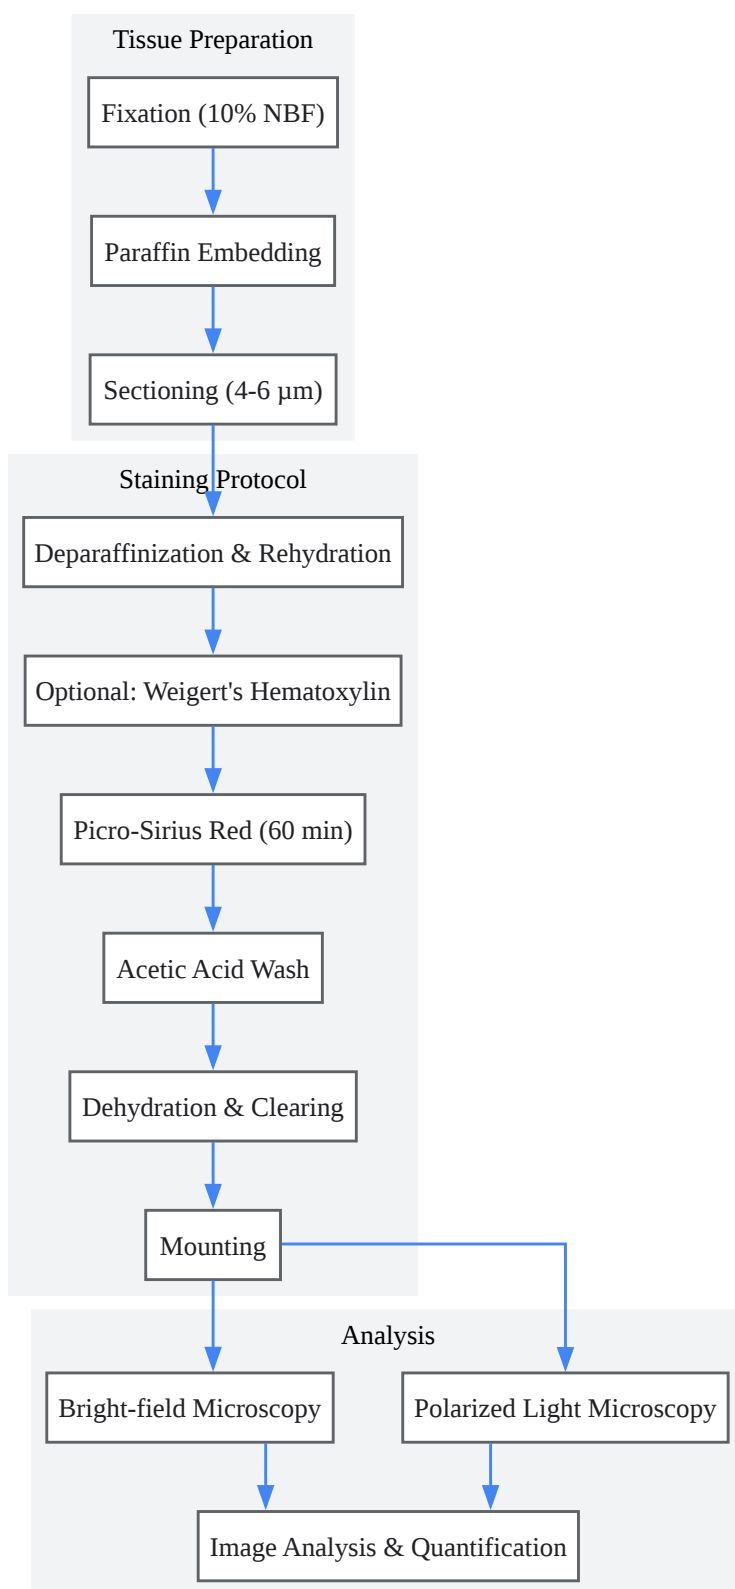 Tissue Preparation
Fixation (10% NBF)
Paraffin Embedding
Sectioning (4-6 µm)
Staining Protocol
Deparaffinization & Rehydration
Optional: Weigert's Hematoxylin
Picro-Sirius Red (60 min)
Acetic Acid Wash
Dehydration & Clearing
Mounting
Analysis
Bright-field Microscopy
Polarized Light Microscopy
Image Analysis & Quantification